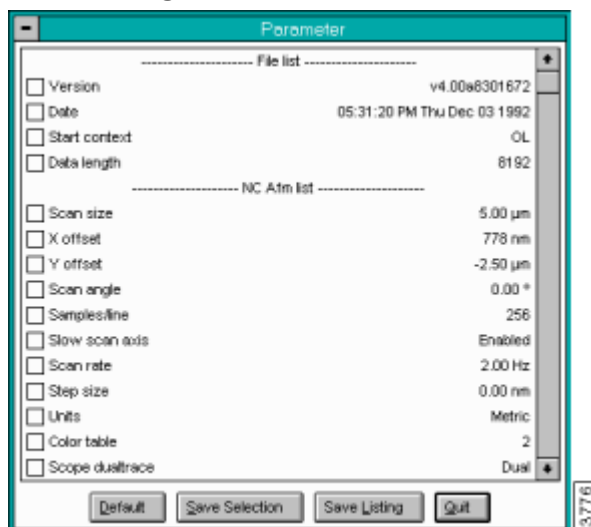 Parameter
-------------------- File list --------------------
Version v4.00a8301672
Date 05:31:20 PM Thu Dec 03 1992
Start context OL
Data length 8192
-------------------- NC Afm list --------------------
Scan size 5.00 µm
X offset 778 nm
Y offset -2.50 µm
Scan angle 0.00 °
Samples/line 256
Slow scan axis Enabled
Scan rate 2.00 Hz
Step size 0.00 nm
Units Metric
Color table 2
Scope dualtrace Dual
Default Save Selection Save Listing Quit
3776